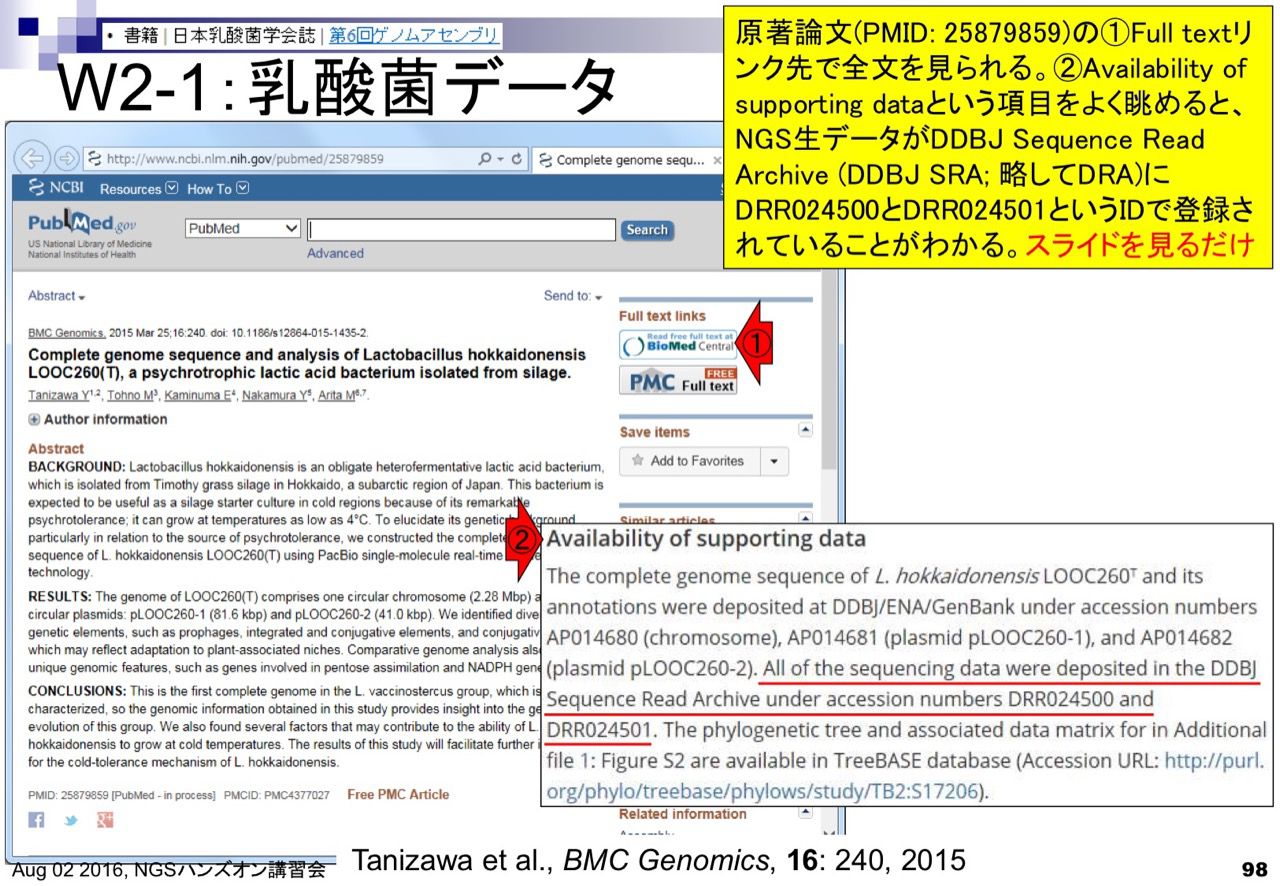 ・ 書籍 | 日本乳酸菌学会誌 | 第6回ゲノムアセンブリ
W2-1：乳酸菌データ
原著論文(PMID: 25879859)の①Full textリ
ンク先で全文を見られる。②Availability of
supporting dataという項目をよく眺めると、
NGS生データがDDBJ Sequence Read
Archive (DDBJ SRA; 略してDRA)に
DRR024500とDRR024501というIDで登録さ
れていることがわかる。スライドを見るだけ
http://www.ncbi.nlm.nih.gov/pubmed/25879859
Complete genome sequ...
NCBI Resources How To
PubMed.gov
US National Library of Medicine
National Institutes of Health
PubMed
Search
Advanced
Abstract
Send to:
BMC Genomics. 2015 Mar 25;16:240. doi: 10.1186/s12864-015-1435-2.
Complete genome sequence and analysis of Lactobacillus hokkaidonensis
LOOC260(T), a psychrotrophic lactic acid bacterium isolated from silage.
Tanizawa Y1,2, Tohno M3, Kaminuma E4, Nakamura Y5, Arita M6,7.
Author information
Abstract
BACKGROUND: Lactobacillus hokkaidonensis is an obligate heterofermentative lactic acid bacterium,
which is isolated from Timothy grass silage in Hokkaido, a subarctic region of Japan. This bacterium is
expected to be useful as a silage starter culture in cold regions because of its remarkable
psychrotolerance; it can grow at temperatures as low as 4°C. To elucidate its genetic
particularly in relation to the source of psychrotolerance, we constructed the complete
sequence of L. hokkaidonensis LOOC260(T) using PacBio single-molecule real-time
technology.
RESULTS: The genome of LOOC260(T) comprises one circular chromosome (2.28 Mbp) a
circular plasmids: pLOOC260-1 (81.6 kbp) and pLOOC260-2 (41.0 kbp). We identified dive
genetic elements, such as prophages, integrated and conjugative elements, and conjugativ
which may reflect adaptation to plant-associated niches. Comparative genome analysis als
unique genomic features, such as genes involved in pentose assimilation and NADPH gen
CONCLUSIONS: This is the first complete genome in the L. vaccinostercus group, which is
characterized, so the genomic information obtained in this study provides insight into the ge
evolution of this group. We also found several factors that may contribute to the ability of L.
hokkaidonensis to grow at cold temperatures. The results of this study will facilitate further i
for the cold-tolerance mechanism of L. hokkaidonensis.
PMID: 25879859 [PubMed - in process] PMCID: PMC4377027 Free PMC Article
Full text links
Read free full text at
BioMed Central
①
PMC FREE
Full text
Save items
Add to Favorites
Similar articles
②
Availability of supporting data
The complete genome sequence of L. hokkaidonensis LOOC260T and its
annotations were deposited at DDBJ/ENA/GenBank under accession numbers
AP014680 (chromosome), AP014681 (plasmid pLOOC260-1), and AP014682
(plasmid pLOOC260-2). All of the sequencing data were deposited in the DDBJ
Sequence Read Archive under accession numbers DRR024500 and
DRR024501. The phylogenetic tree and associated data matrix for in Additional
file 1: Figure S2 are available in TreeBASE database (Accession URL: http://purl.
org/phylo/treebase/phylows/study/TB2:S17206).
Related information
Aug 02 2016, NGSハンズオン講習会
Tanizawa et al., BMC Genomics, 16: 240, 2015
98